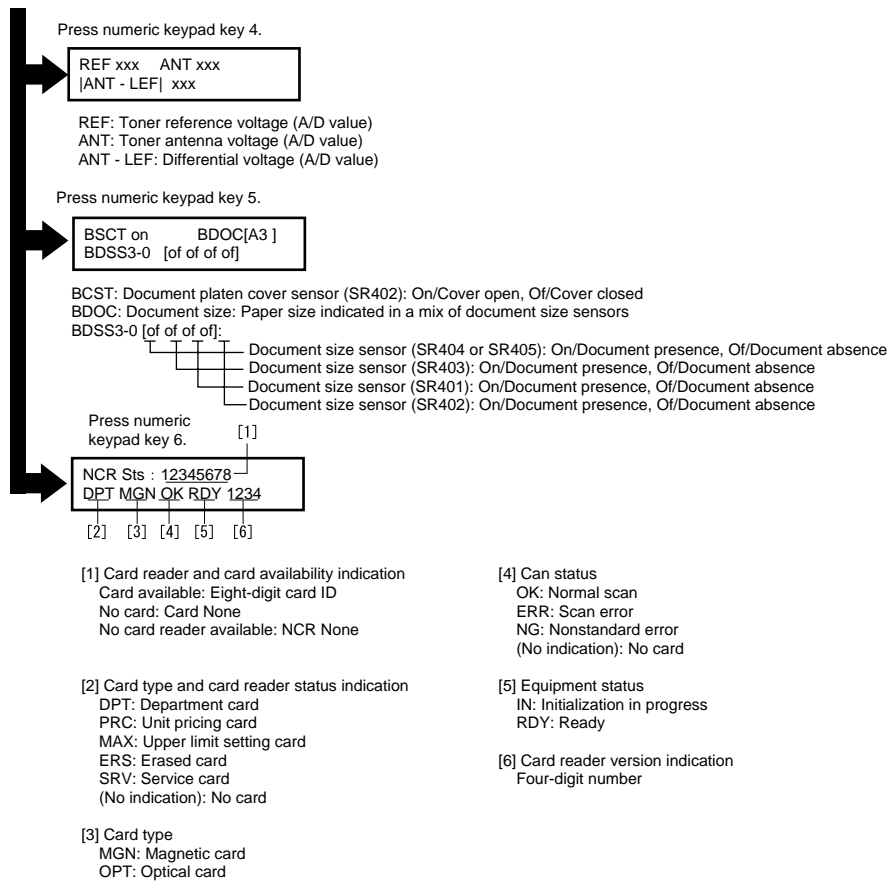 Press numeric keypad key 4.
REF xxx ANT xxx
|ANT - LEF| xxx
REF: Toner reference voltage (A/D value)
ANT: Toner antenna voltage (A/D value)
ANT - LEF: Differential voltage (A/D value)
Press numeric keypad key 5.
BSCT on BDOC[A3 ]
BDSS3-0 [of of of of]
BCST: Document platen cover sensor (SR402): On/Cover open, Of/Cover closed
BDOC: Document size: Paper size indicated in a mix of document size sensors
BDSS3-0 [of of of of]:
Document size sensor (SR404 or SR405): On/Document presence, Of/Document absence
Document size sensor (SR403): On/Document presence, Of/Document absence
Document size sensor (SR401): On/Document presence, Of/Document absence
Document size sensor (SR402): On/Document presence, Of/Document absence
Press numeric
keypad key 6.
[1]
NCR Sts : 12345678
DPT MGN OK RDY 1234
[2] [3] [4] [5] [6]
[1] Card reader and card availability indication
Card available: Eight-digit card ID
No card: Card None
No card reader available: NCR None
[2] Card type and card reader status indication
DPT: Department card
PRC: Unit pricing card
MAX: Upper limit setting card
ERS: Erased card
SRV: Service card
(No indication): No card
[3] Card type
MGN: Magnetic card
OPT: Optical card
[4] Can status
OK: Normal scan
ERR: Scan error
NG: Nonstandard error
(No indication): No card
[5] Equipment status
IN: Initialization in progress
RDY: Ready
[6] Card reader version indication
Four-digit number